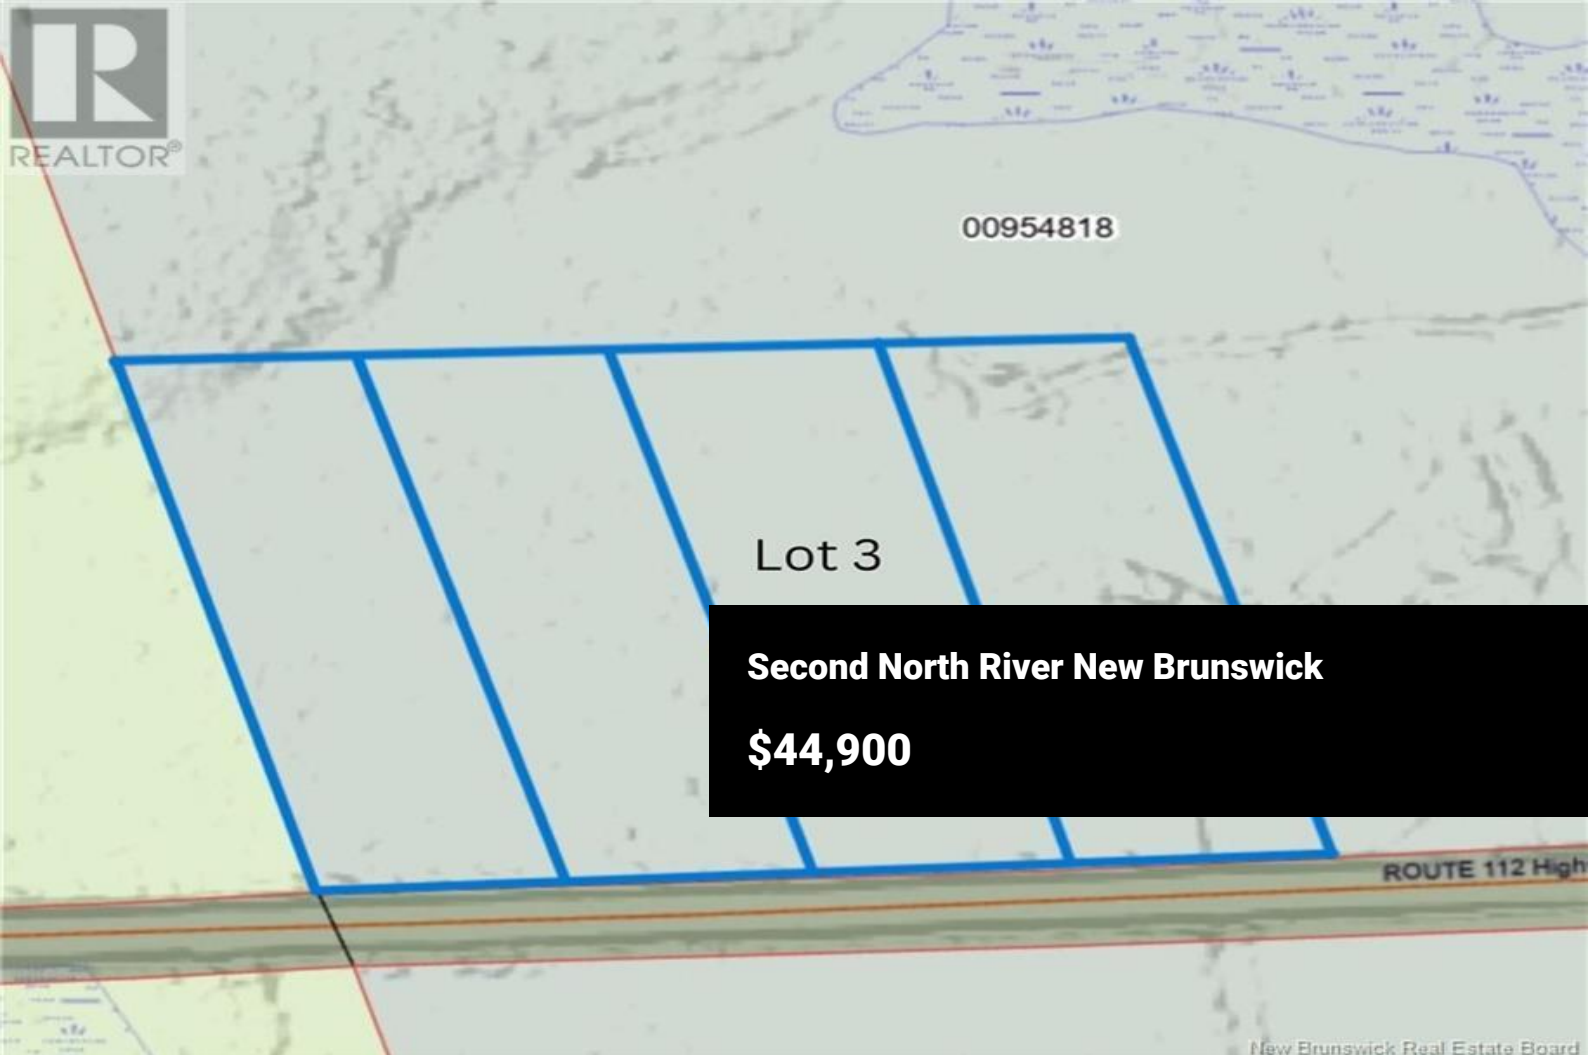 REALTOR®
00954818
Lot 3
Second North River New Brunswick
$44,900
ROUTE 112 High
New Brunswick Real Estate Board